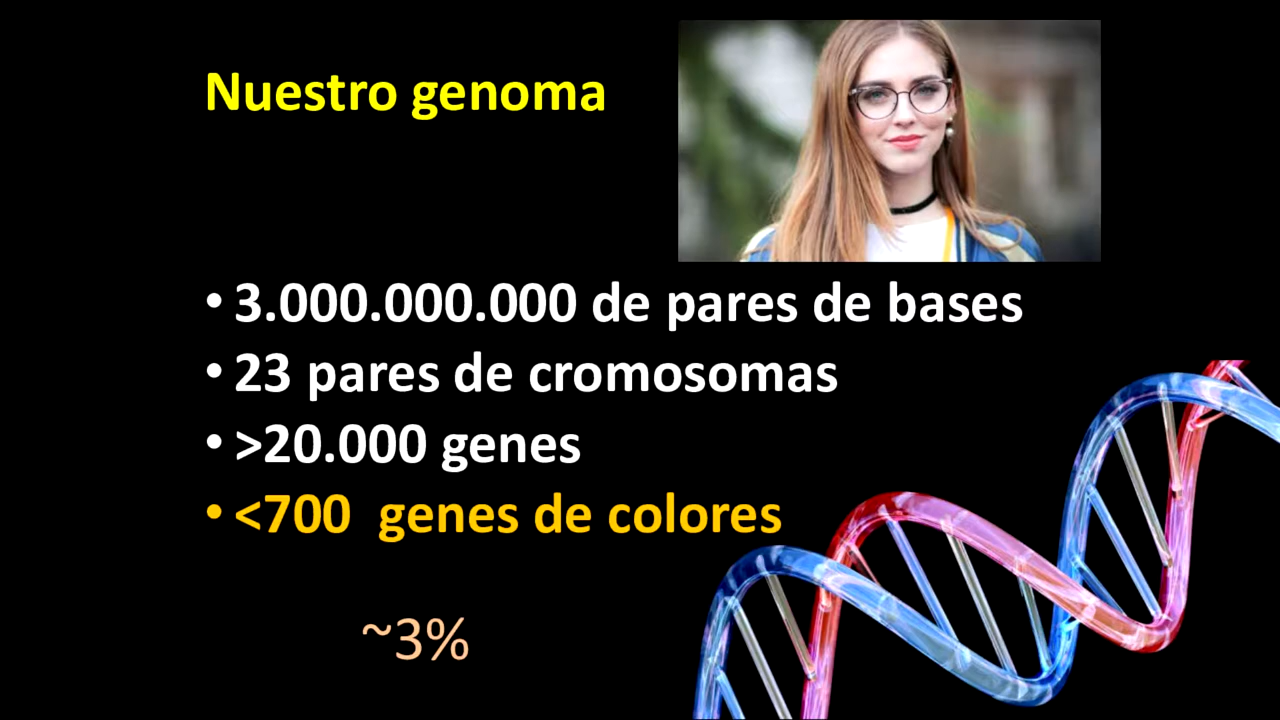 Nuestro genoma
• 3.000.000.000 de pares de bases
• 23 pares de cromosomas
• >20.000 genes
• <700 genes de colores
~3%